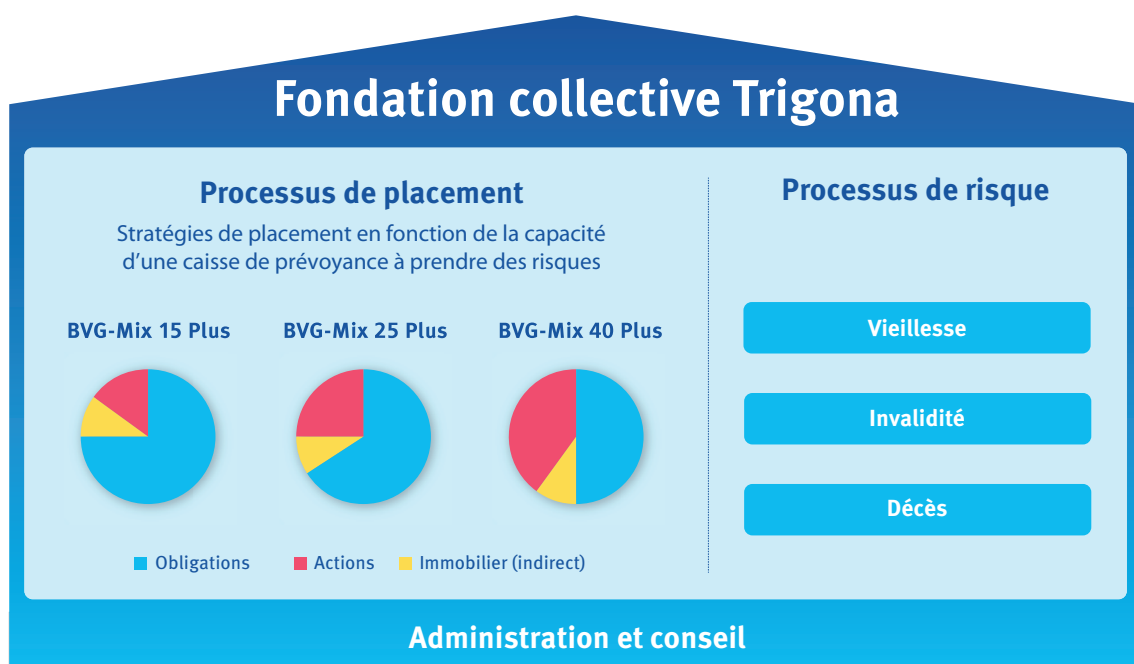 Fondation collective Trigona
Processus de placement
Stratégies de placement en fonction de la capacité
d'une caisse de prévoyance à prendre des risques
BVG-Mix 15 Plus
BVG-Mix 25 Plus
BVG-Mix 40 Plus
Obligations
Actions
Immobilier (indirect)
Processus de risque
Vieillesse
Invalidité
Décès
Administration et conseil